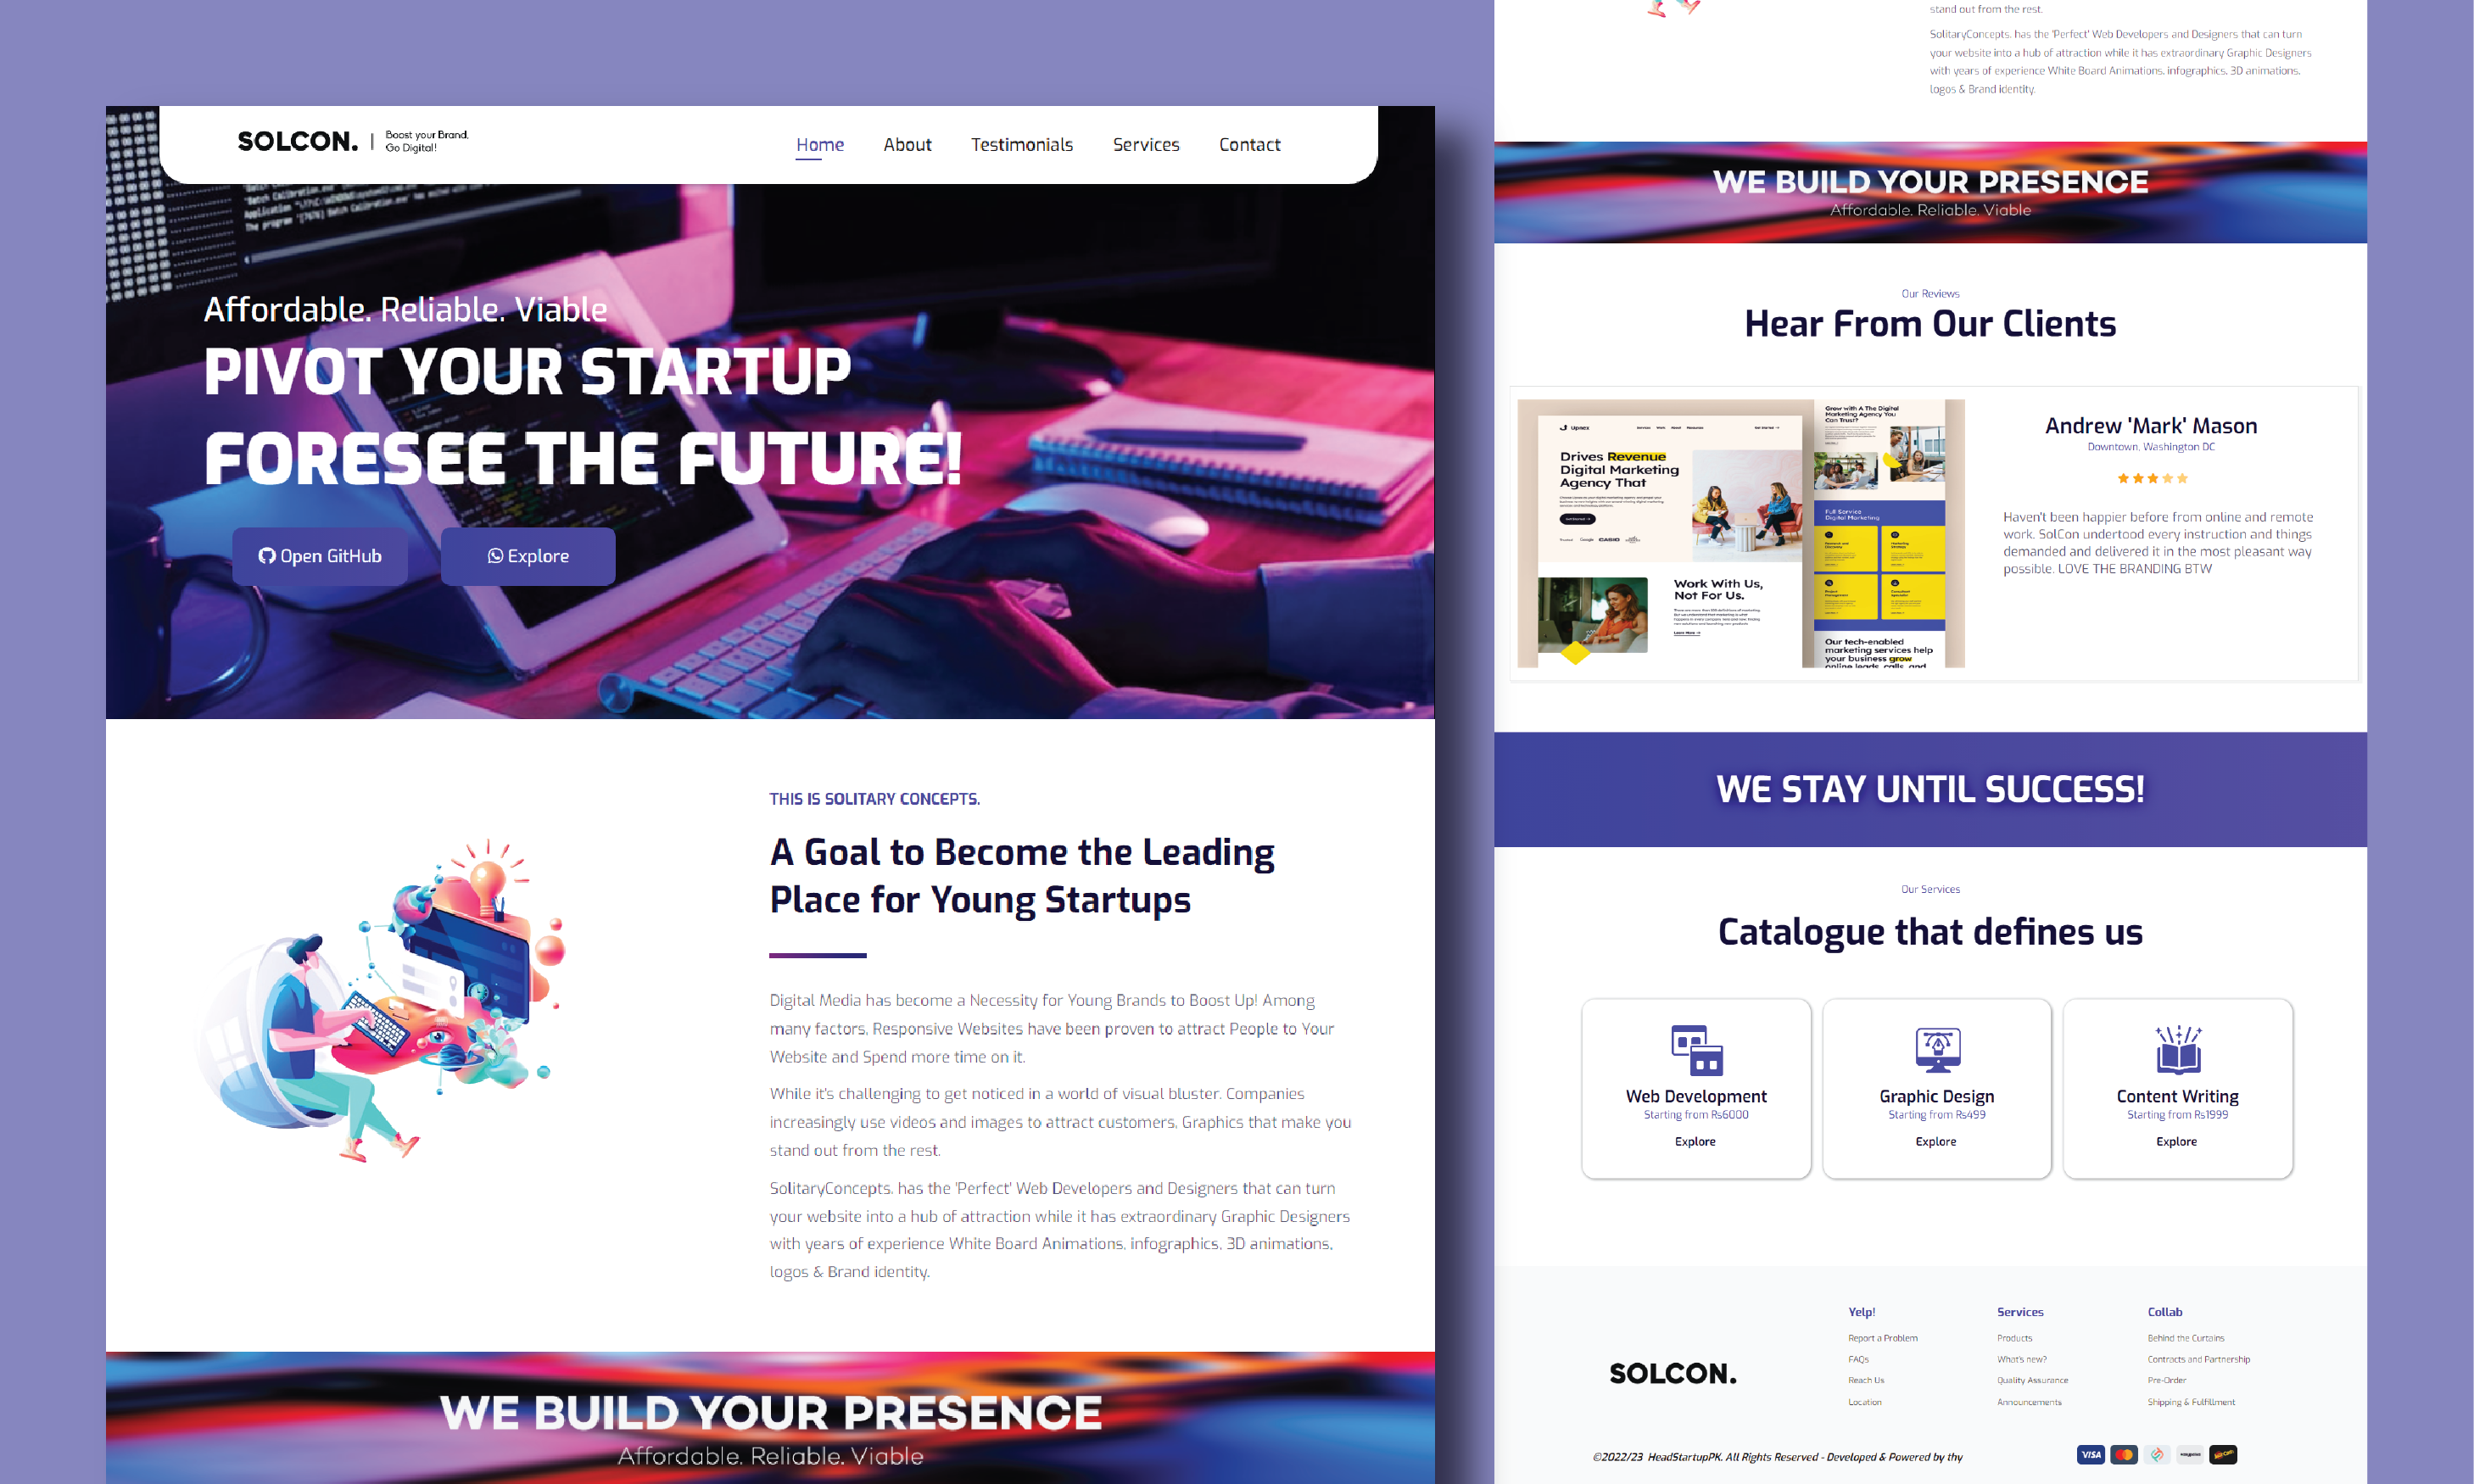 SOLCON.
Boost your Brand.
Go Digital!
Home
About
Testimonials
Services
Contact
Affordable. Reliable. Viable
PIVOT YOUR STARTUP
FORESEE THE FUTURE!
Open GitHub
Explore
THIS IS SOLITARY CONCEPTS.
A Goal to Become the Leading
Place for Young Startups
Digital Media has become a Necessity for Young Brands to Boost Up! Among
many factors, Responsive Websites have been proven to attract People to Your
Website and Spend more time on it.
While it's challenging to get noticed in a world of visual bluster. Companies
increasingly use videos and images to attract customers, Graphics that make you
stand out from the rest.
SolitaryConcepts. has the 'Perfect' Web Developers and Designers that can turn
your website into a hub of attraction while it has extraordinary Graphic Designers
with years of experience White Board Animations, infographics, 3D animations,
logos & Brand identity.
WE BUILD YOUR PRESENCE
Affordable. Reliable. Viable
stand out from the rest.
SolitaryConcepts. has the 'Perfect' Web Developers and Designers that can turn
your website into a hub of attraction while it has extraordinary Graphic Designers
with years of experience White Board Animations, infographics, 3D animations,
logos & Brand identity.
WE BUILD YOUR PRESENCE
Affordable. Reliable. Viable
Our Reviews
Hear From Our Clients
Upnex
Services Work About Resources
Get Started
Drives Revenue
Digital Marketing
Agency That
Google CASIO
Work With Us,
Not For Us.
Learn More
Grow with A The Digital
Marketing Agency You
Can Trust?
Full Service
Digital Marketing
Our tech-enabled
marketing services help
your business grow
online leads, calls, and
Andrew 'Mark' Mason
Downtown, Washington DC
Haven't been happier before from online and remote
work. SolCon undertood every instruction and things
demanded and delivered it in the most pleasant way
possible. LOVE THE BRANDING BTW
WE STAY UNTIL SUCCESS!
Our Services
Catalogue that defines us
Web Development
Starting from Rs6000
Explore
Graphic Design
Starting from Rs499
Explore
Content Writing
Starting from Rs1999
Explore
SOLCON.
Yelp!
Report a Problem
FAQs
Reach Us
Location
Services
Products
What's new?
Quality Assurance
Announcements
Collab
Behind the Curtains
Contracts and Partnership
Pre-Order
Shipping & Fulfillment
©2022/23 HeadStartupPK. All Rights Reserved - Developed & Powered by thy
VISA